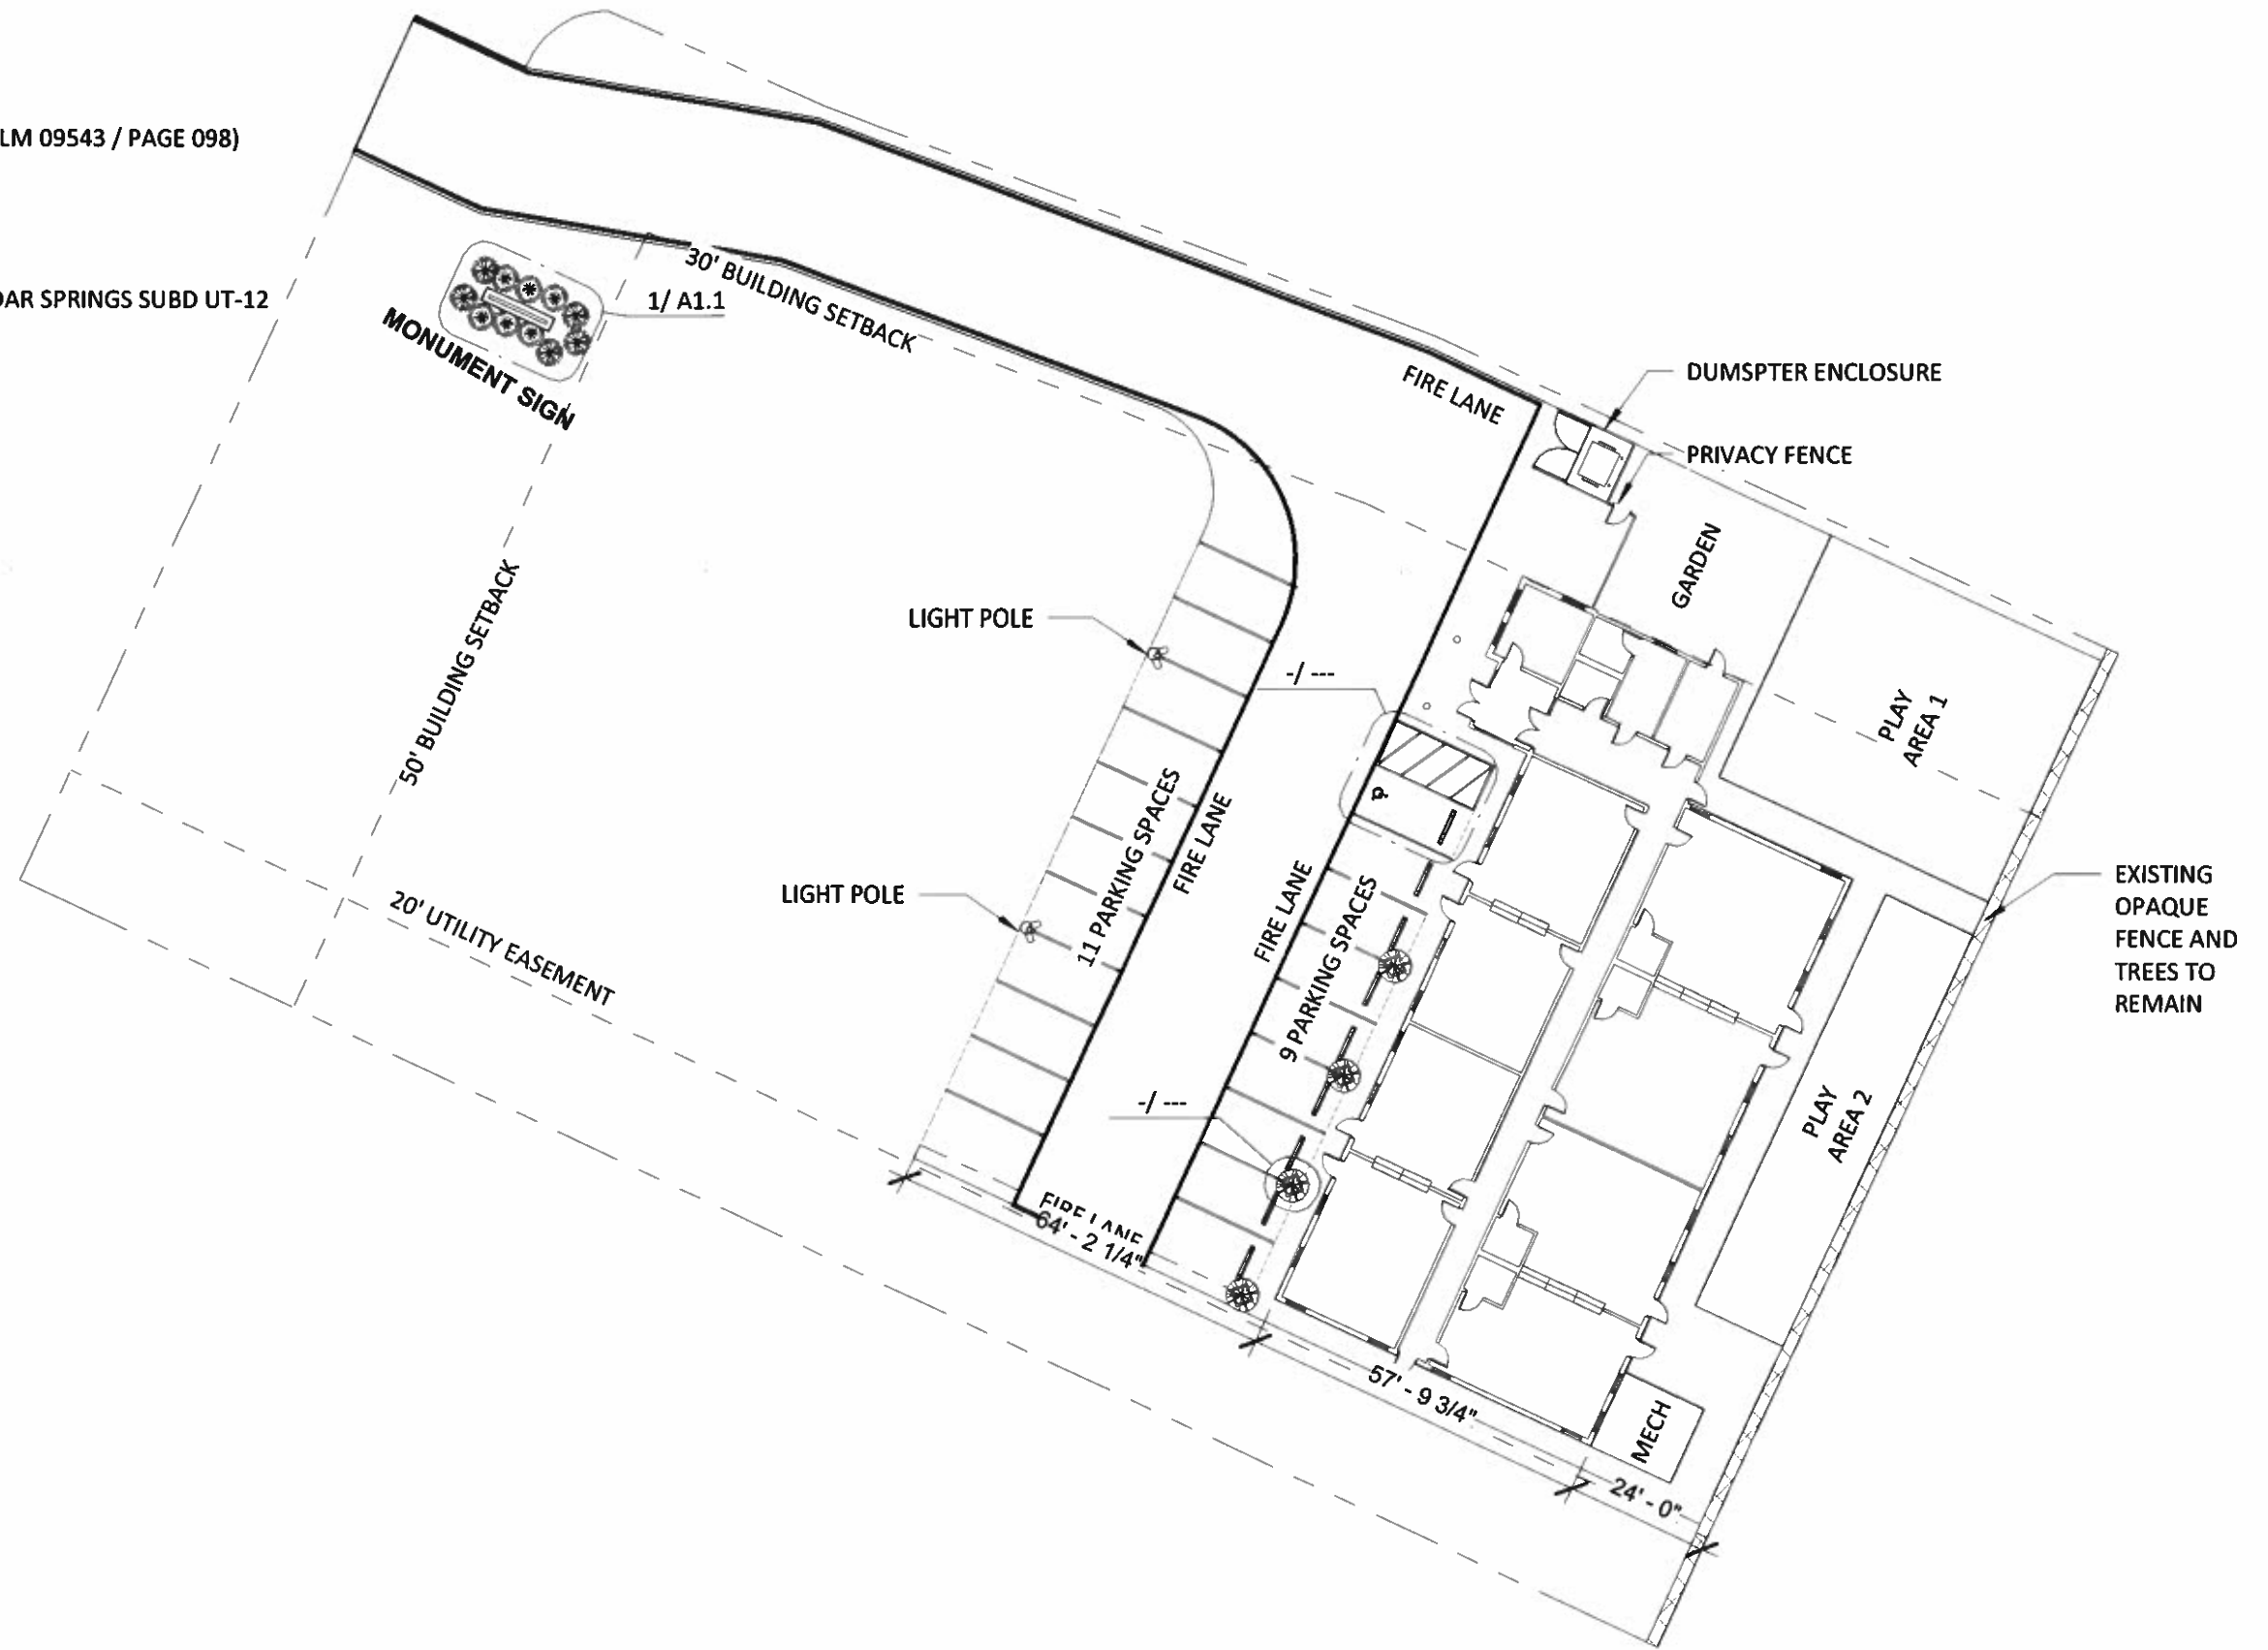 LM 09543 / PAGE 098)
DAR SPRINGS SUBD UT-12
MONUMENT SIGN
1/ A1.1
30' BUILDING SETBACK
50' BUILDING SETBACK
20' UTILITY EASEMENT
FIRE LANE
DUMSPTER ENCLOSURE
PRIVACY FENCE
GARDEN
LIGHT POLE
-/ ---
PLAY
AREA 1
11 PARKING SPACES
FIRE LANE
LIGHT POLE
FIRE LANE
9 PARKING SPACES
EXISTING
OPAQUE
FENCE AND
TREES TO
REMAIN
-/ ---
PLAY
AREA 2
FIRE LANE
64' - 2 1/4"
57' - 9 3/4"
MECH
24' - 0"